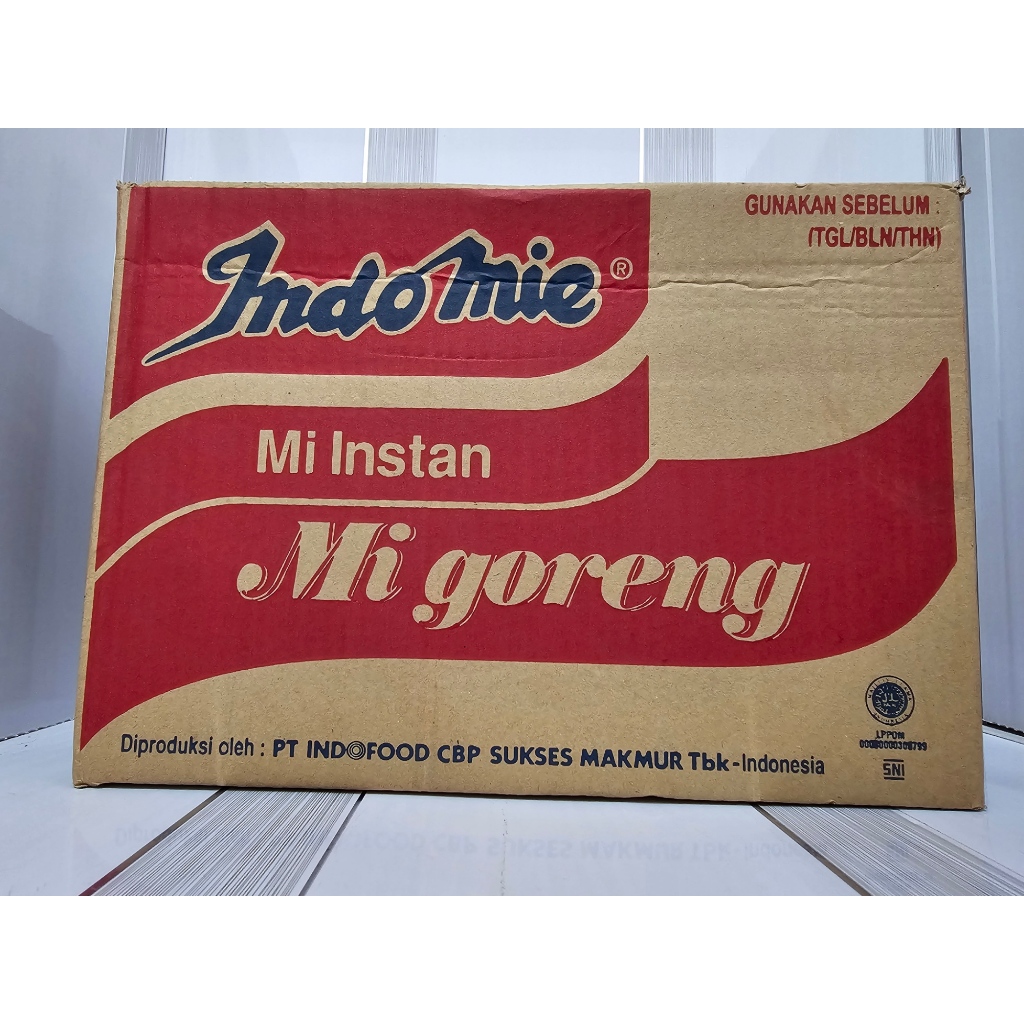 GUNAKAN SEBELUM :
(TGL/BLN/THN)
Indomie®
Mi Instan
Mi goreng
LPPOM
Diproduksi oleh : PT INDOFOOD CBP SUKSES MAKMUR Tbk-Indonesia
SNI